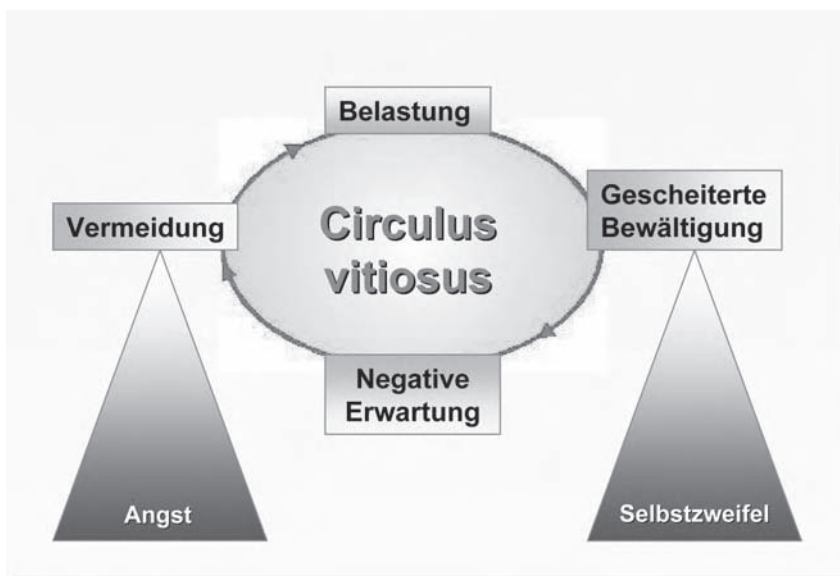 Belastung
Vermeidung
Circulus
vitiosus
Gescheiterte
Bewältigung
Negative
Erwartung
Angst
Selbstzweifel